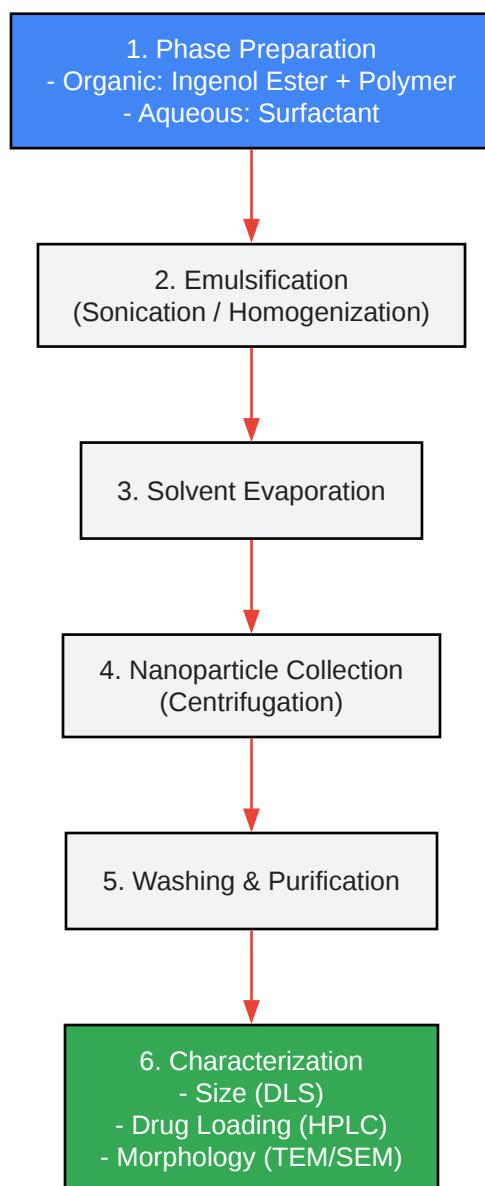 1. Phase Preparation
- Organic: Ingenol Ester + Polymer
- Aqueous: Surfactant
2. Emulsification
(Sonication / Homogenization)
3. Solvent Evaporation
4. Nanoparticle Collection
(Centrifugation)
5. Washing & Purification
6. Characterization
- Size (DLS)
- Drug Loading (HPLC)
- Morphology (TEM/SEM)